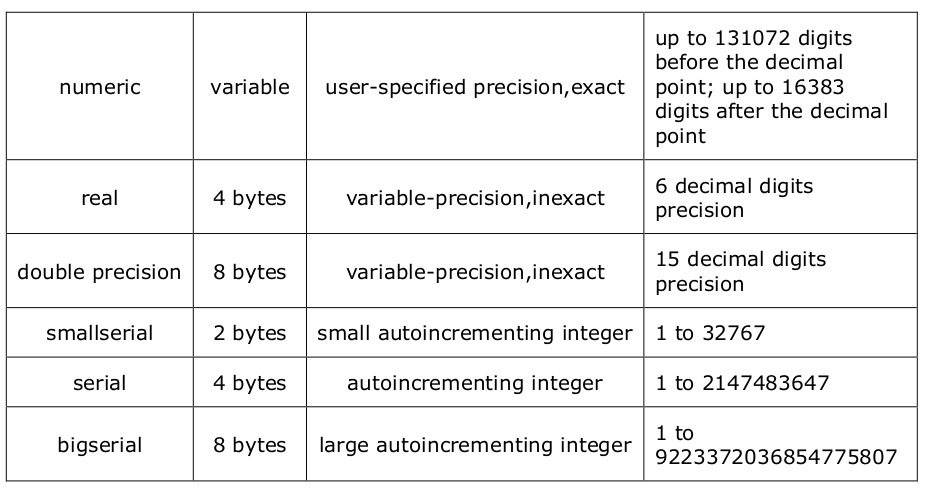 numeric
variable
user-specified precision,exact
up to 131072 digits
before the decimal
point; up to 16383
digits after the decimal
point
real
4 bytes
variable-precision,inexact
6 decimal digits
precision
double precision
8 bytes
variable-precision,inexact
15 decimal digits
precision
smallserial
2 bytes
small autoincrementing integer
1 to 32767
serial
4 bytes
autoincrementing integer
1 to 2147483647
bigserial
8 bytes
large autoincrementing integer
1 to
9223372036854775807